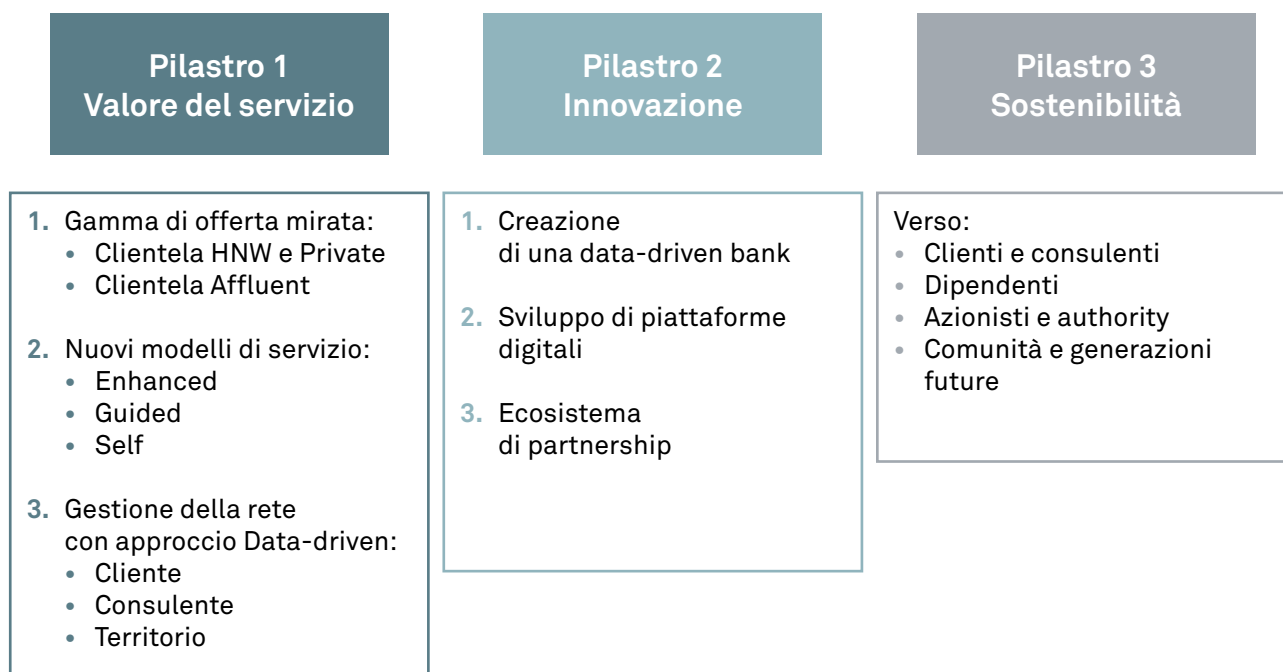 Pilastro 1
Valore del servizio
1. Gamma di offerta mirata:
• Clientela HNW e Private
• Clientela Affluent
2. Nuovi modelli di servizio:
• Enhanced
• Guided
• Self
3. Gestione della rete
con approccio Data-driven:
• Cliente
• Consulente
• Territorio
Pilastro 2
Innovazione
1. Creazione
di una data-driven bank
2. Sviluppo di piattaforme
digitali
3. Ecosistema
di partnership
Pilastro 3
Sostenibilità
Verso:
• Clienti e consulenti
• Dipendenti
• Azionisti e authority
• Comunità e generazioni
future